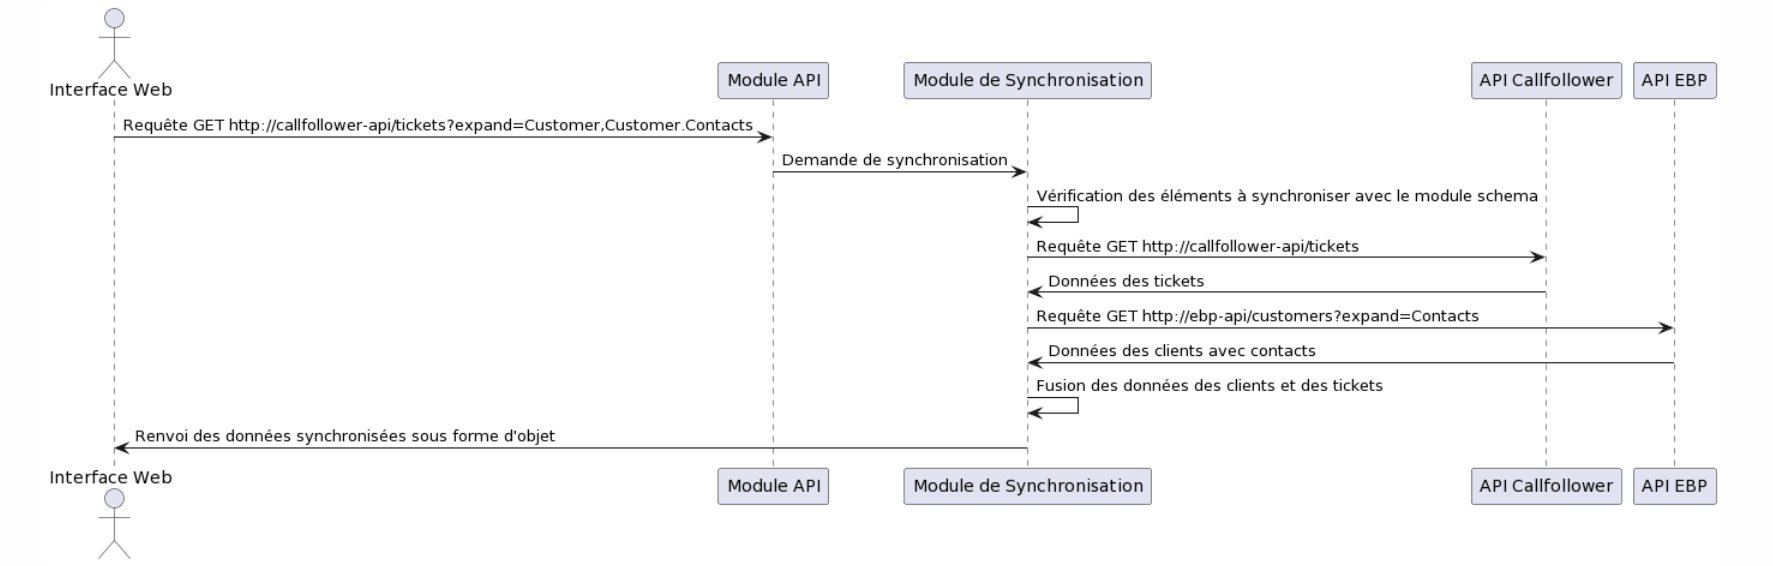 Interface Web
Module API
Module de Synchronisation
API Callfollower
API EBP
Requête GET http://callfollower-api/tickets?expand=Customer,Customer.Contacts
Demande de synchronisation
Vérification des éléments à synchroniser avec le module schema
Requête GET http://callfollower-api/tickets
Données des tickets
Requête GET http://ebp-api/customers?expand=Contacts
Données des clients avec contacts
Fusion des données des clients et des tickets
Renvoi des données synchronisées sous forme d'objet
Interface Web
Module API
Module de Synchronisation
API Callfollower
API EBP